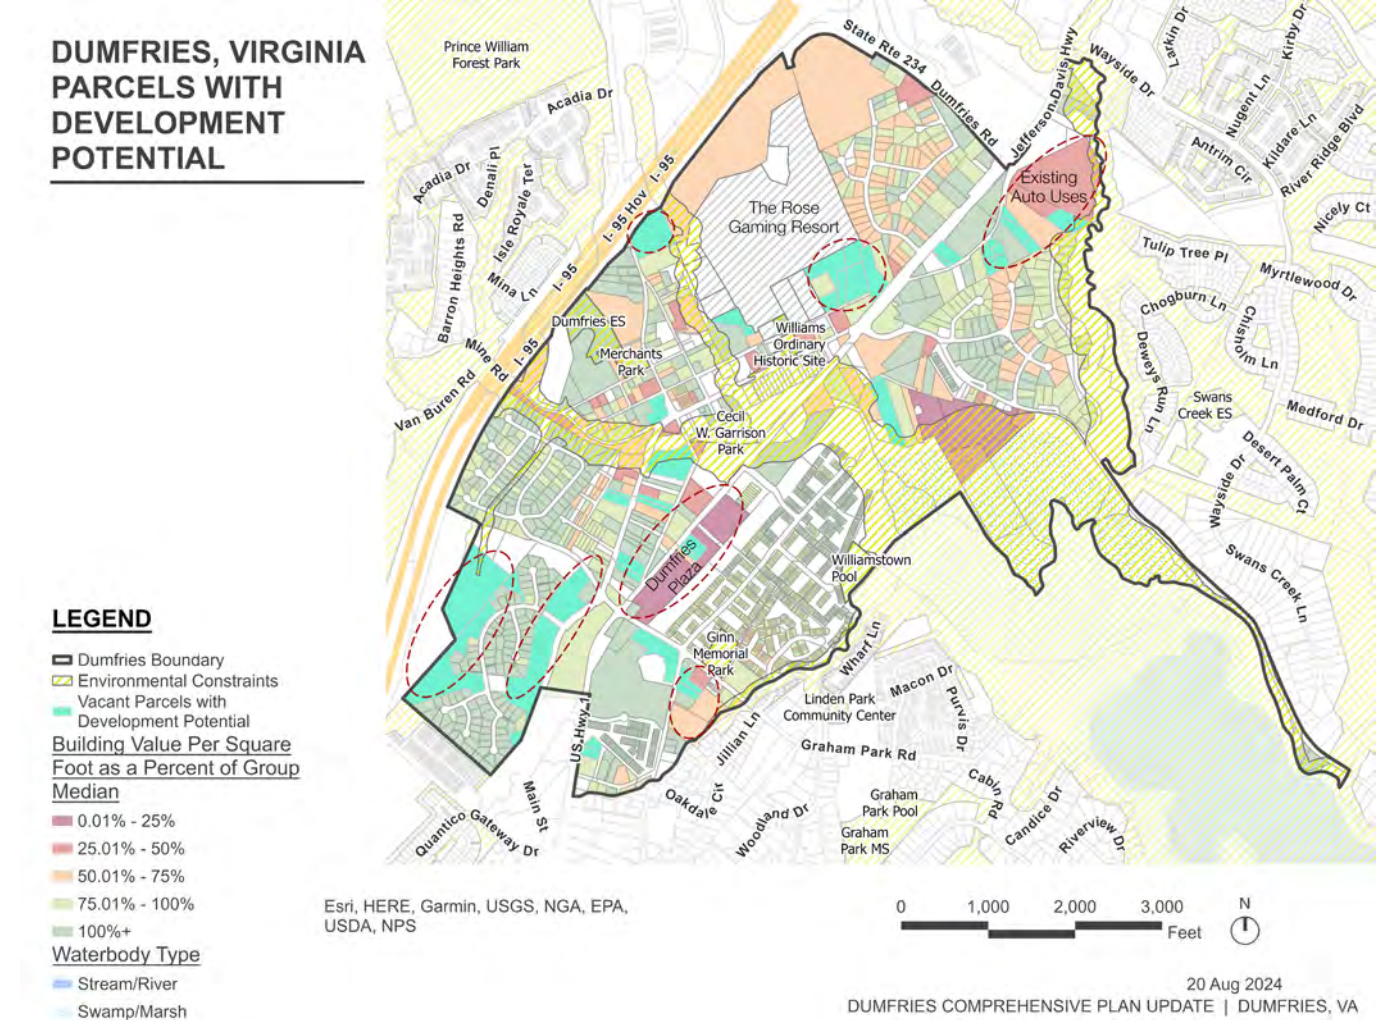 DUMFRIES, VIRGINIA
PARCELS WITH
DEVELOPMENT
POTENTIAL
Prince William
Forest Park
Acadia Dr
State Rte 234
Dumfries Rd
Jefferson Davis Hwy
Wayside Dr
Larkin Dr
Kirby Dr
Nugent Ln
Kildare Ln
River Ridge Blvd
Antrim Cir
Nicely Ct
Acadia Dr
Denali Pl
Isle Royale Ter
Barron Heights Rd
Mina Ln
I- 95 Hov
I- 95
I- 95
I- 95
Mine Rd
Van Buren Rd
The Rose
Gaming Resort
Existing
Auto Uses
Tulip Tree Pl
Myrtlewood Dr
Chogburn Ln
Chisholm Ln
Deweys Run Ln
Swans
Creek ES
Medford Dr
Desert Palm Ct
Wayside Dr
Swans Creek Ln
Dumfries ES
Merchants
Park
Williams
Ordinary
Historic Site
Cecil
W. Garrison
Park
Dumfries
Plaza
Williamstown
Pool
Ginn
Memorial
Park
Wharf Ln
Linden Park
Community Center
Macon Dr
Purvis Dr
Graham Park Rd
Jillian Ln
US Hwy 1
Oakdale Cir
Woodland Dr
Graham
Park Pool
Graham
Park MS
Cabin Rd
Candice Dr
Riverview Dr
Main St
Quantico Gateway Dr
LEGEND
Dumfries Boundary
Environmental Constraints
Vacant Parcels with
Development Potential
Building Value Per Square
Foot as a Percent of Group
Median
0.01% - 25%
25.01% - 50%
50.01% - 75%
75.01% - 100%
100%+
Waterbody Type
Stream/River
Swamp/Marsh
Esri, HERE, Garmin, USGS, NGA, EPA,
USDA, NPS
0 1,000 2,000 3,000
Feet
N
20 Aug 2024
DUMFRIES COMPREHENSIVE PLAN UPDATE | DUMFRIES, VA